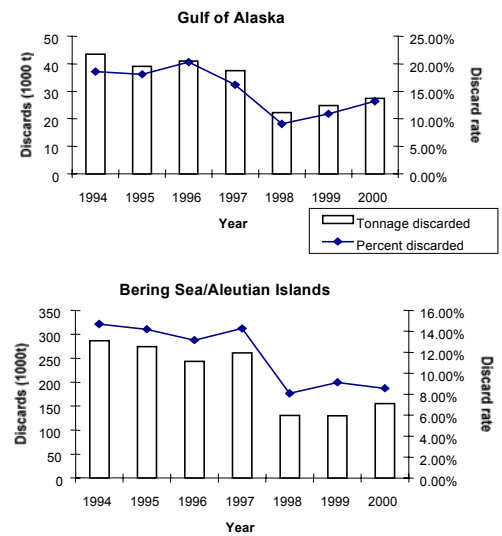 Gulf of Alaska
50
40
30
20
10
0
Discards (1000 t)
25.00%
20.00%
15.00%
10.00%
5.00%
0.00%
Discard rate
1994 1995 1996 1997 1998 1999 2000
Year
Tonnage discarded
Percent discarded
Bering Sea/Aleutian Islands
350
300
250
200
150
100
50
0
Discards (1000t)
16.00%
14.00%
12.00%
10.00%
8.00%
6.00%
4.00%
2.00%
0.00%
Discard rate
1994 1995 1996 1997 1998 1999 2000
Year